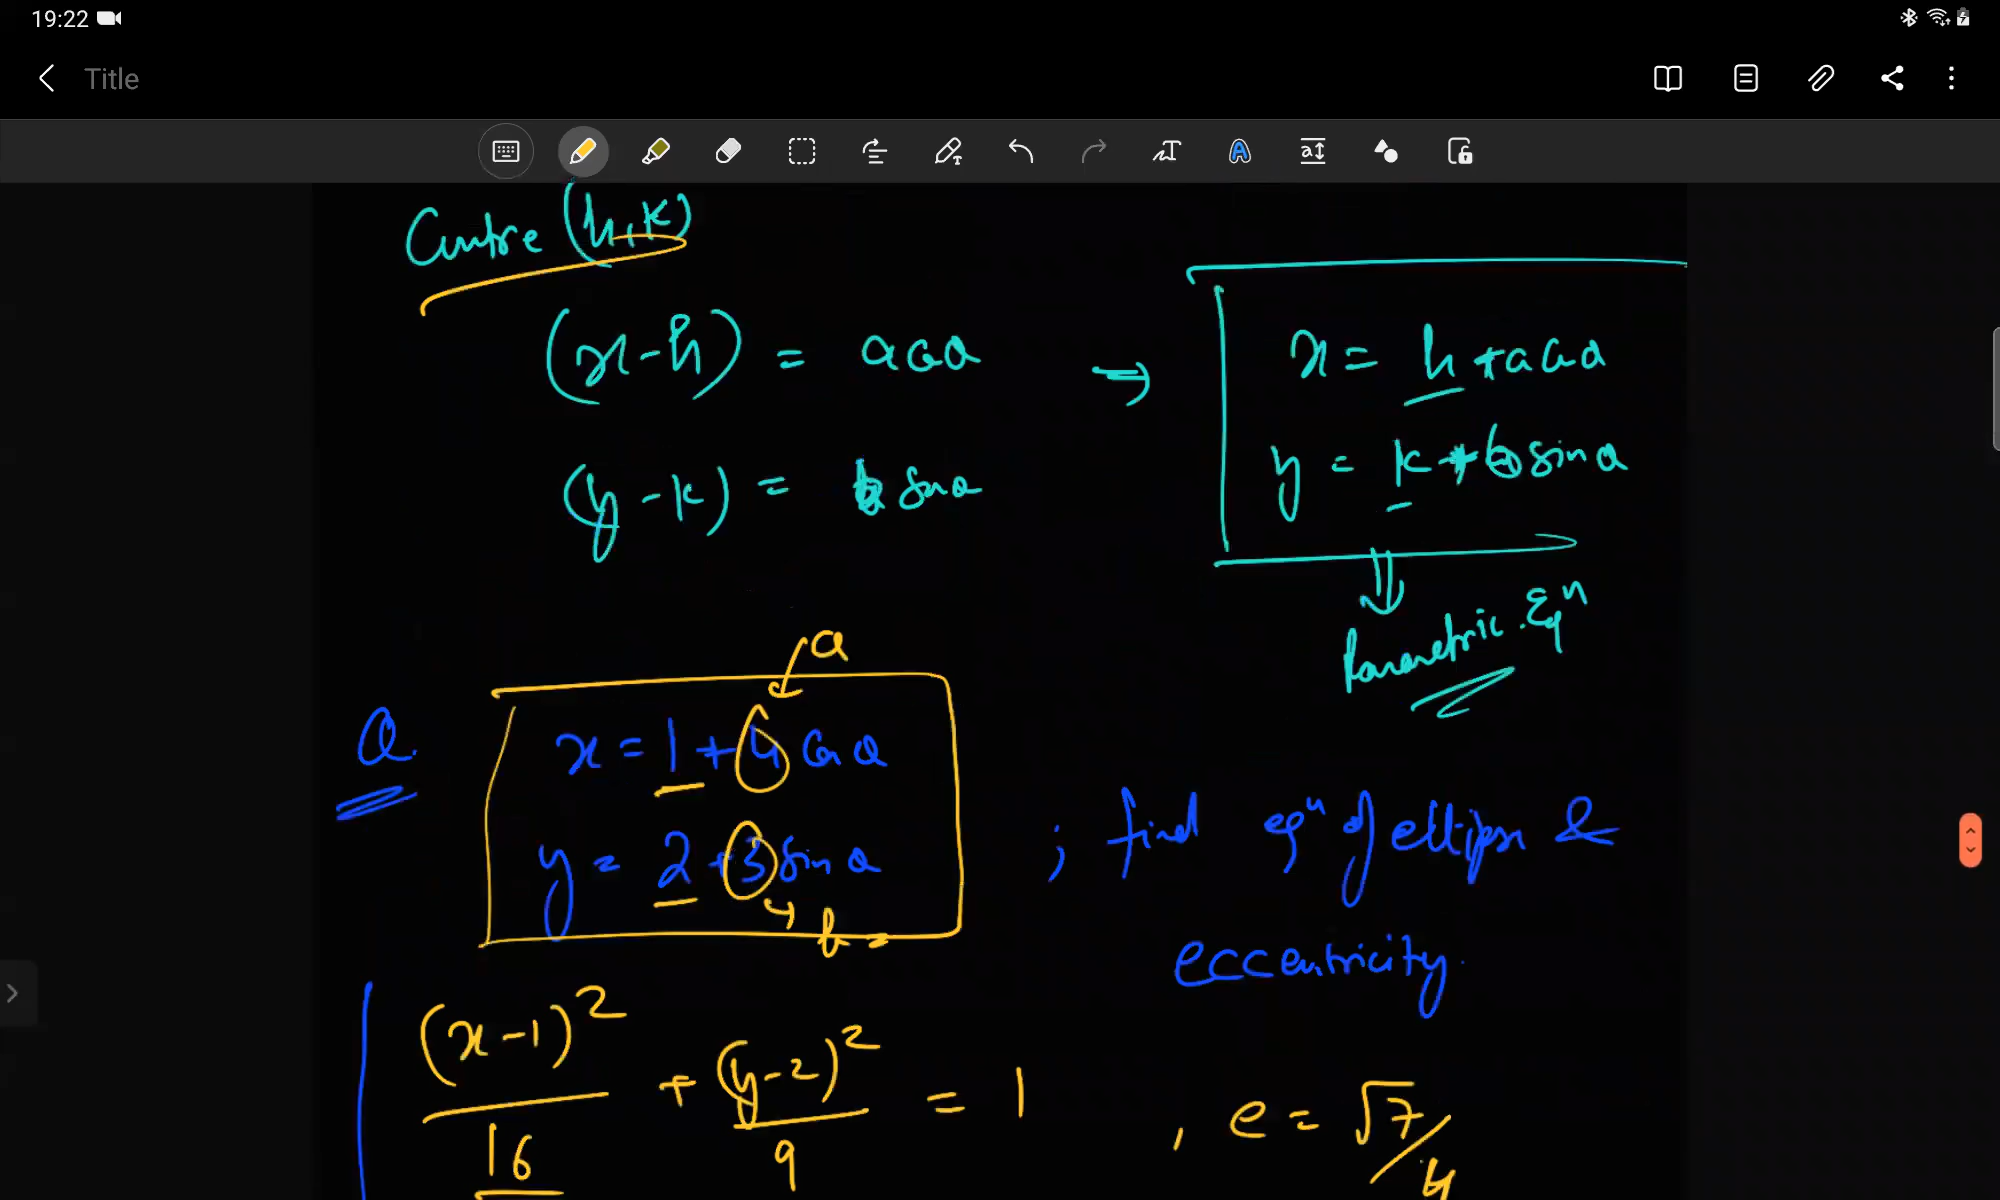 19:22
Title
Centre (h,k)
(x-h) = a cos θ → x = h + a cos θ
(y-k) = b sin θ y = k + b sin θ
Parametric. Eqⁿ
a
Q. x = 1 + 4 cos θ
y = 2 + 3 sin θ ; find eqⁿ of ellipse &
b = eccentricity.
(x-1)²/16 + (y-2)²/9 = 1 , e = √7/4